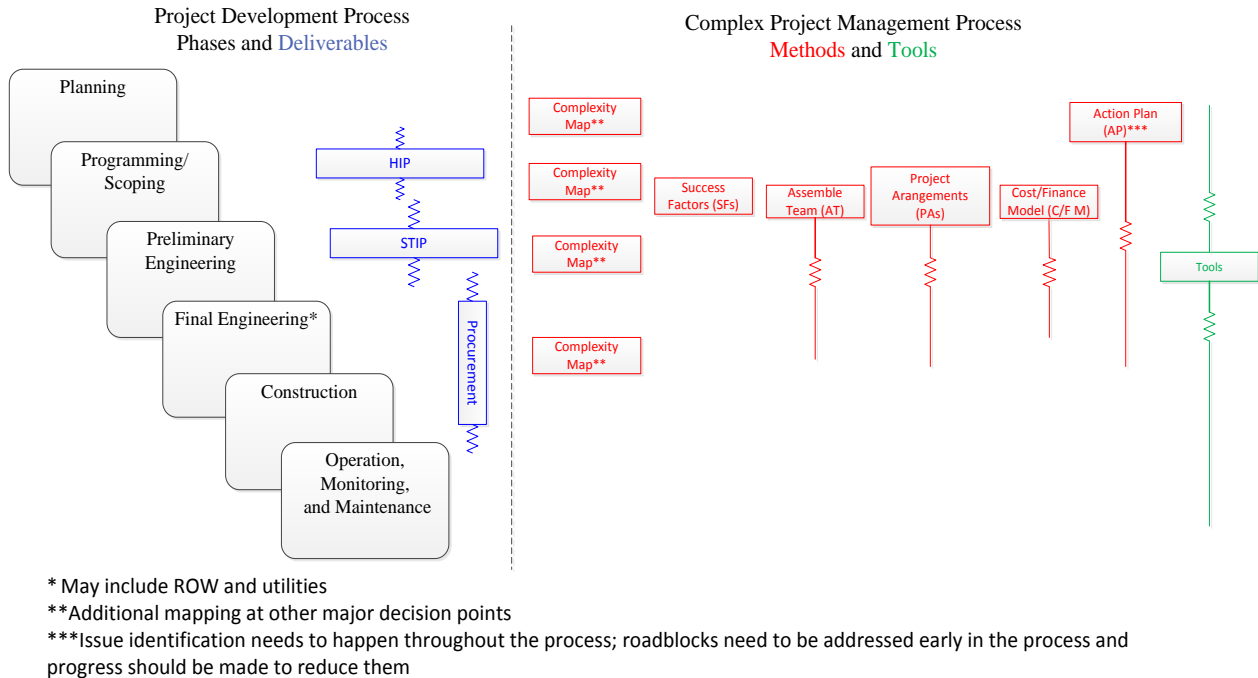 Project Development Process
Phases and Deliverables
Planning
Programming/
Scoping
Preliminary
Engineering
Final Engineering*
Construction
Operation,
Monitoring,
and Maintenance
HIP
STIP
Procurement
Complex Project Management Process
Methods and Tools
Complexity
Map**
Complexity
Map**
Complexity
Map**
Complexity
Map**
Success
Factors (SFs)
Assemble
Team (AT)
Project
Arangements
(PAs)
Cost/Finance
Model (C/F M)
Action Plan
(AP)***
Tools
* May include ROW and utilities
**Additional mapping at other major decision points
***Issue identification needs to happen throughout the process; roadblocks need to be addressed early in the process and
progress should be made to reduce them